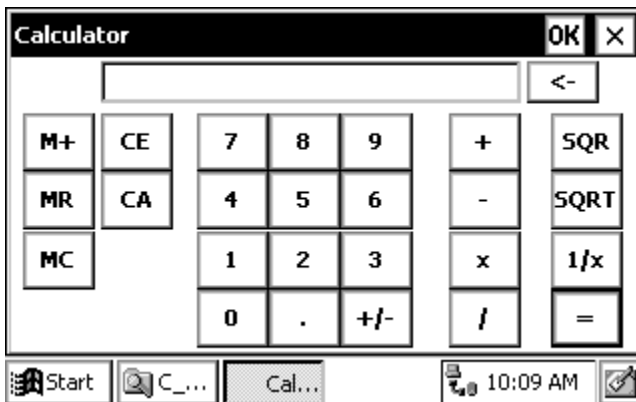 Calculator OK ×
<-
M+ CE 7 8 9 + SQR
MR CA 4 5 6 - SQRT
MC 1 2 3 x 1/x
0 . +/- / =
Start C_... Cal... 10:09 AM